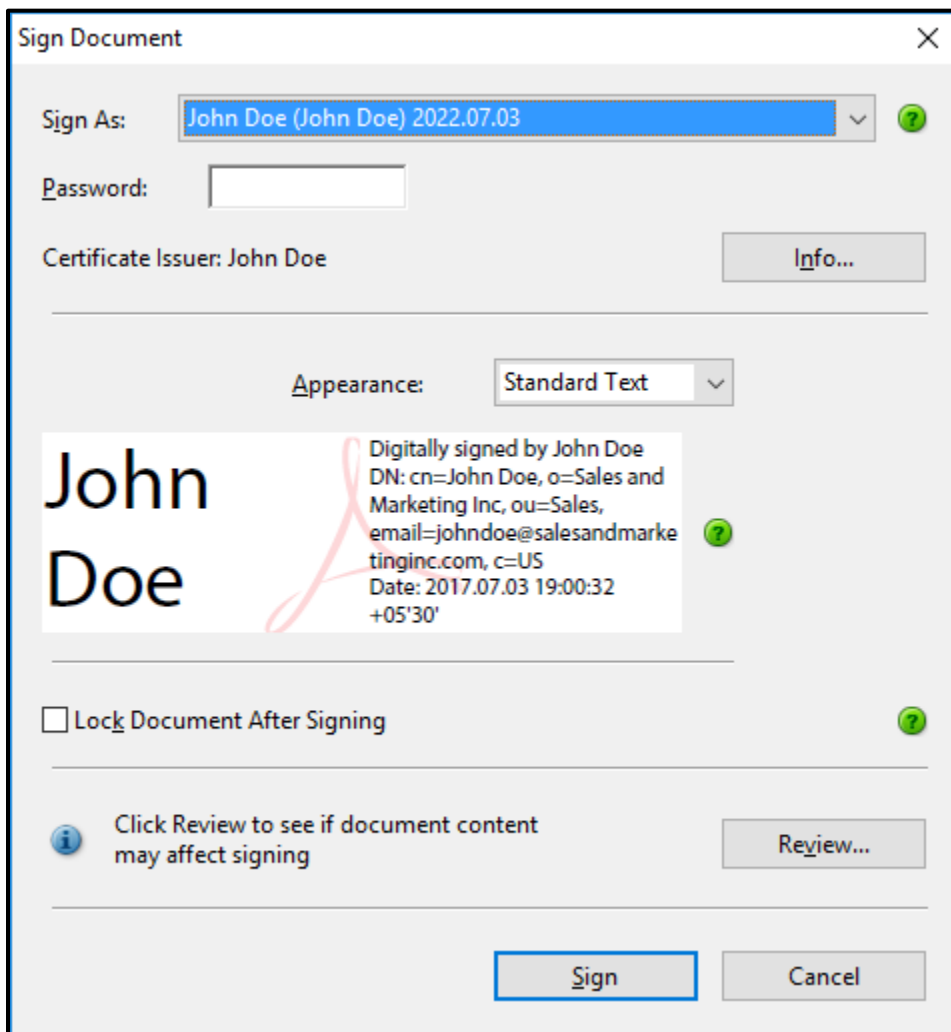 Sign Document
Sign As: John Doe (John Doe) 2022.07.03
Password:
Certificate Issuer: John Doe
Info...
Appearance: Standard Text
John
Doe
Digitally signed by John Doe
DN: cn=John Doe, o=Sales and
Marketing Inc, ou=Sales,
email=johndoe@salesandmarke
tinginc.com, c=US
Date: 2017.07.03 19:00:32
+05'30'
Lock Document After Signing
Click Review to see if document content
may affect signing
Review...
Sign
Cancel